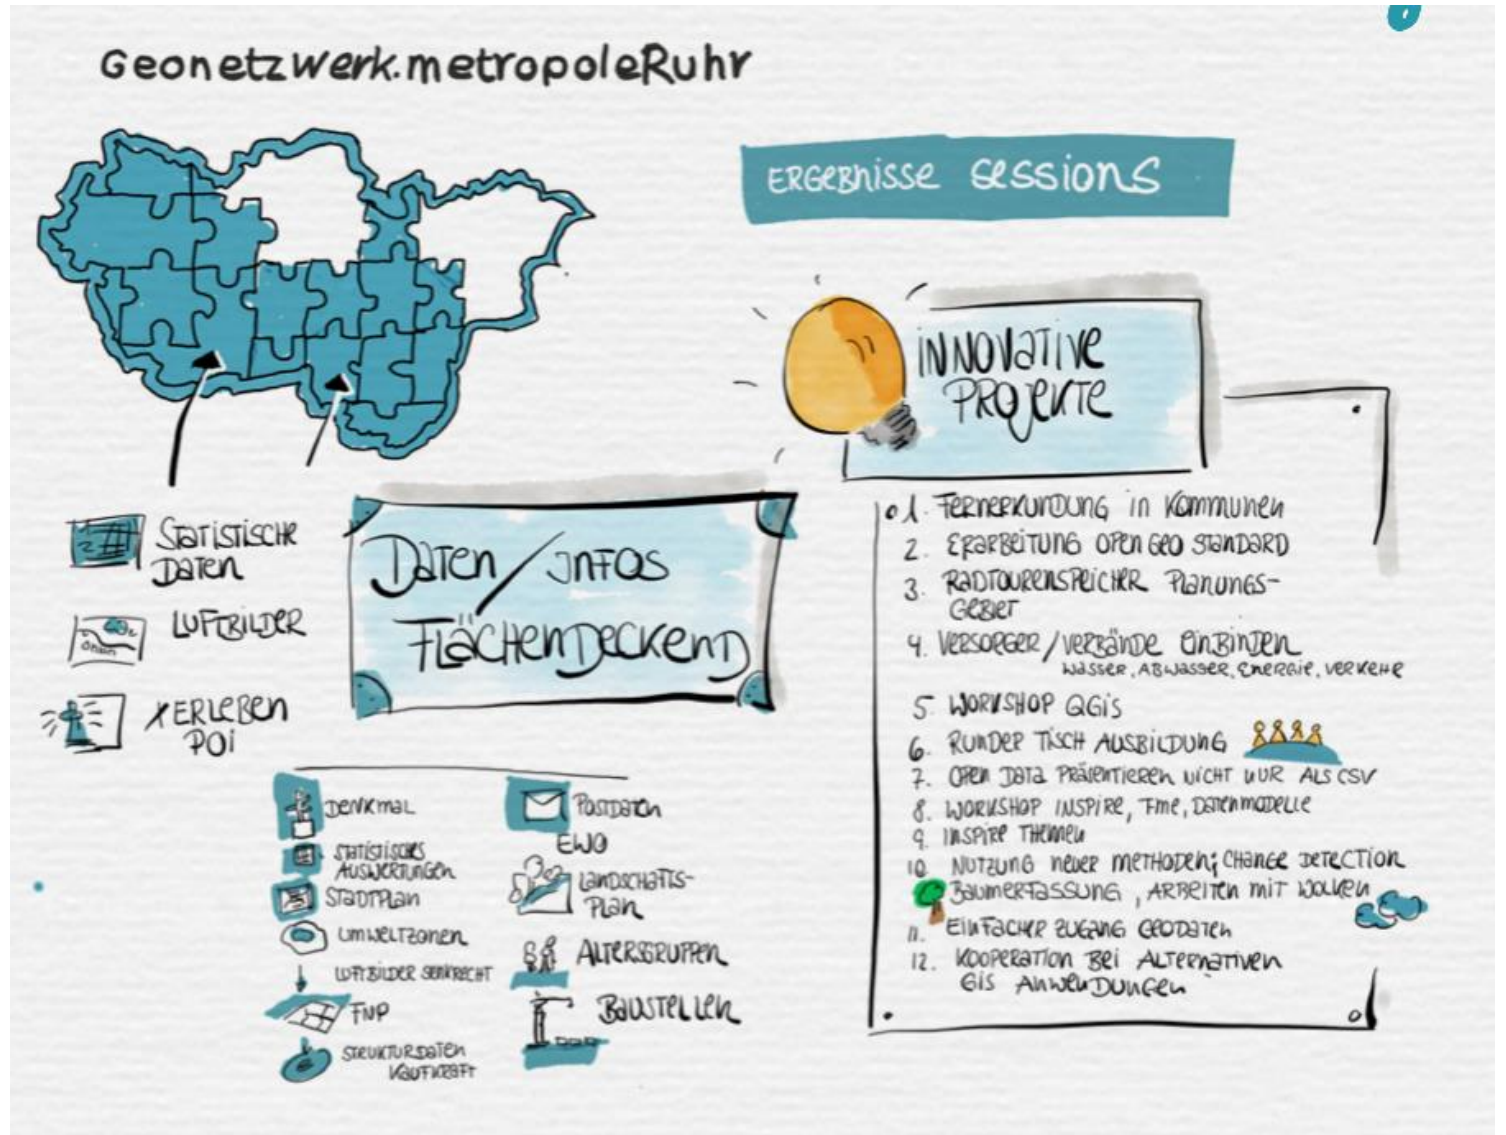 Geonetzwerk.metropoleRuhr
ERGEBNISSE SESSIONS
INNOVATIVE
PROJEKTE
STATISTISCHE
DATEN
LUFTBILDER
ERLEBEN
POI
DATEN / INFOS
FLÄCHENDECKEND
DENKMAL
STATISTISCHES
AUSWERTUNGEN
STADTPLAN
UMWELTZONEN
LUFTBILDER SENKRECHT
FNP
STRUKTURDATEN
KAUFKRAFT
POSTDATEN
EWO
LANDSCHAFTS-
PLAN
ALTERSGRUPPEN
BAUSTELLEN
1. FERNERKUNDUNG IN KOMMUNEN
2. ERARBEITUNG OPEN GEO STANDARD
3. RADTOURENSPEICHER PLANUNGS-
GEBIET
4. VERSORGER / VERBÄNDE EINBINDEN
WASSER, ABWASSER, ENERGIE, VERKEHR
5. WORKSHOP QGIS
6. RUNDER TISCH AUSBILDUNG
7. OPEN DATA PRÄSENTIEREN NICHT NUR ALS CSV
8. WORKSHOP INSPIRE, FME, DATENMODELLE
9. INSPIRE THEMEN
10. NUTZUNG NEUER METHODEN; CHANGE DETECTION
BAUMERFASSUNG, ARBEITEN MIT WOLKEN
11. EINFACHER ZUGANG GEODATEN
12. KOOPERATION BEI ALTERNATIVEN
GIS ANWENDUNGEN